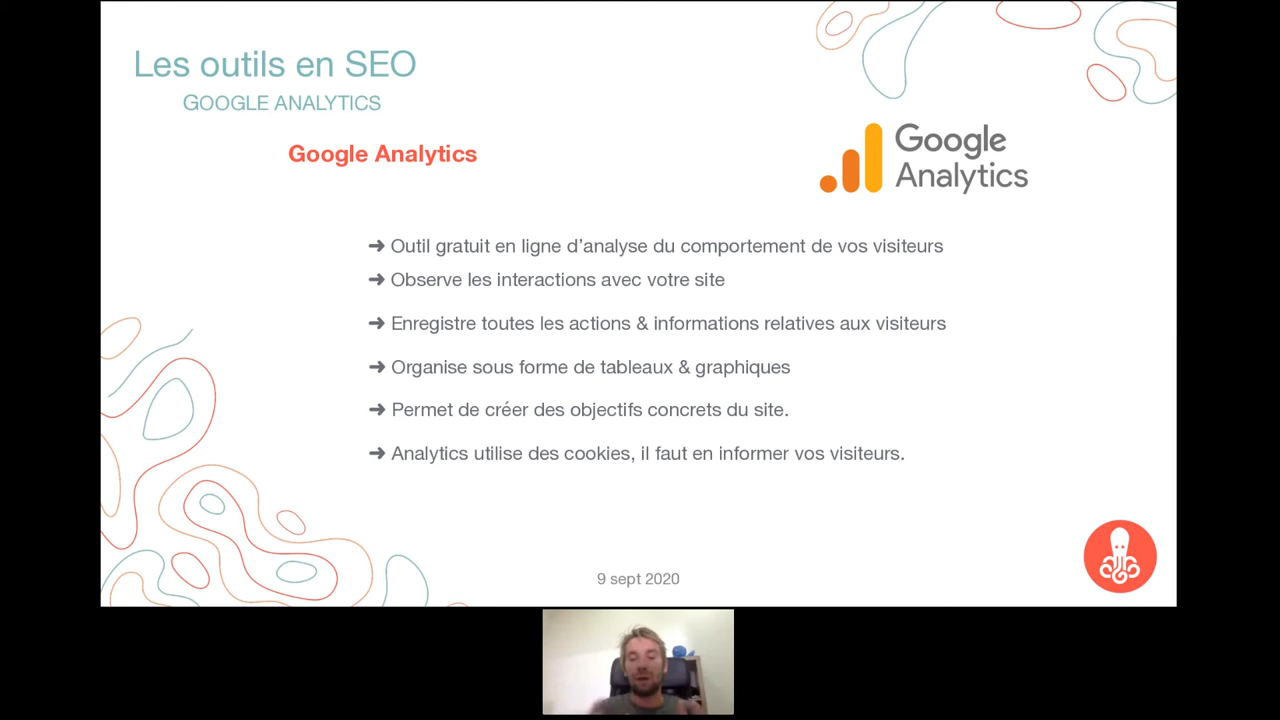 Les outils en SEO
GOOGLE ANALYTICS
Google Analytics
Google
Analytics
➜ Outil gratuit en ligne d’analyse du comportement de vos visiteurs
➜ Observe les interactions avec votre site
➜ Enregistre toutes les actions & informations relatives aux visiteurs
➜ Organise sous forme de tableaux & graphiques
➜ Permet de créer des objectifs concrets du site.
➜ Analytics utilise des cookies, il faut en informer vos visiteurs.
9 sept 2020